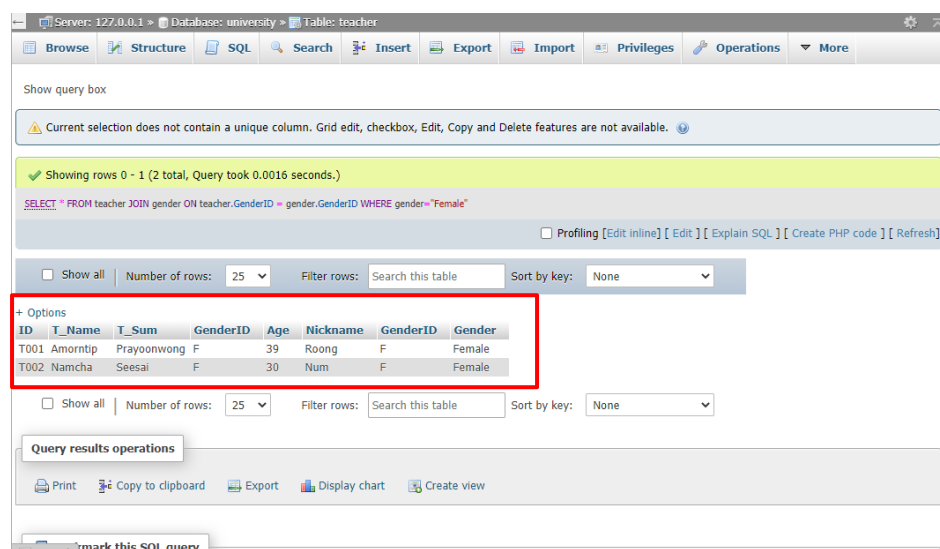 Server: 127.0.0.1 » Database: university » Table: teacher
Browse Structure SQL Search Insert Export Import Privileges Operations More
Show query box
Current selection does not contain a unique column. Grid edit, checkbox, Edit, Copy and Delete features are not available.
Showing rows 0 - 1 (2 total, Query took 0.0016 seconds.)
SELECT * FROM teacher JOIN gender ON teacher.GenderID = gender.GenderID WHERE gender="Female"
Profiling [Edit inline] [ Edit ] [ Explain SQL ] [ Create PHP code ] [ Refresh]
Show all | Number of rows: 25 Filter rows: Search this table Sort by key: None
+ Options
ID T_Name T_Sum GenderID Age Nickname GenderID Gender
T001 Amorntip Prayoonwong F 39 Roong F Female
T002 Namcha Seesai F 30 Num F Female
Show all | Number of rows: 25 Filter rows: Search this table Sort by key: None
Query results operations
Print Copy to clipboard Export Display chart Create view
this SQL query